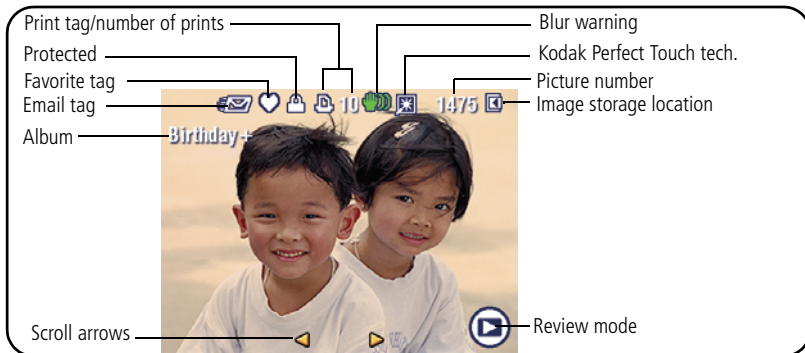 Print tag/number of prints
Protected
Favorite tag
Email tag
Album
Blur warning
Kodak Perfect Touch tech.
Picture number
Image storage location
10 1475
Birthday+
Scroll arrows
Review mode